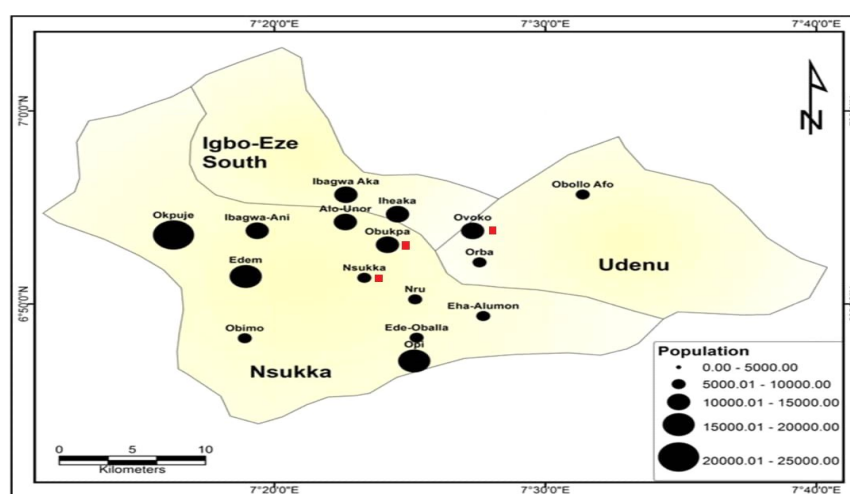 7°20'0"E
7°30'0"E
7°40'0"E
7°0'0"N
6°50'0"N
N
Igbo-Eze
South
Ibagwa Aka
Iheaka
Obollo Afo
Okpuje
Ibagwa-Ani
Alo-Unor
Ovoko
Obukpa
Orba
Udenu
Edem
Nsukka
Nru
Eha-Alumon
Obimo
Ede-Oballa
Opi
Nsukka
Population
0.00 - 5000.00
5000.01 - 10000.00
10000.01 - 15000.00
15000.01 - 20000.00
20000.01 - 25000.00
0 5 10
Kilometers
7°20'0"E
7°30'0"E
7°40'0"E